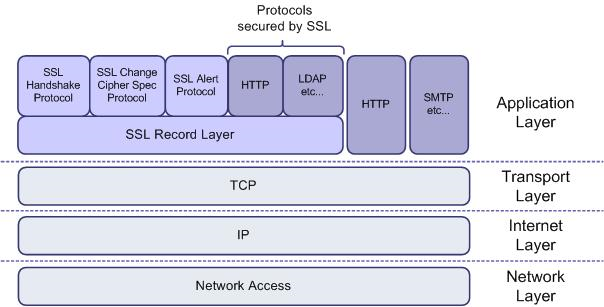 Protocols
secured by SSL
SSL
Handshake
Protocol
SSL Change
Cipher Spec
Protocol
SSL Alert
Protocol
HTTP
LDAP
etc...
HTTP
SMTP
etc...
Application
Layer
SSL Record Layer
TCP
Transport
Layer
IP
Internet
Layer
Network Access
Network
Layer